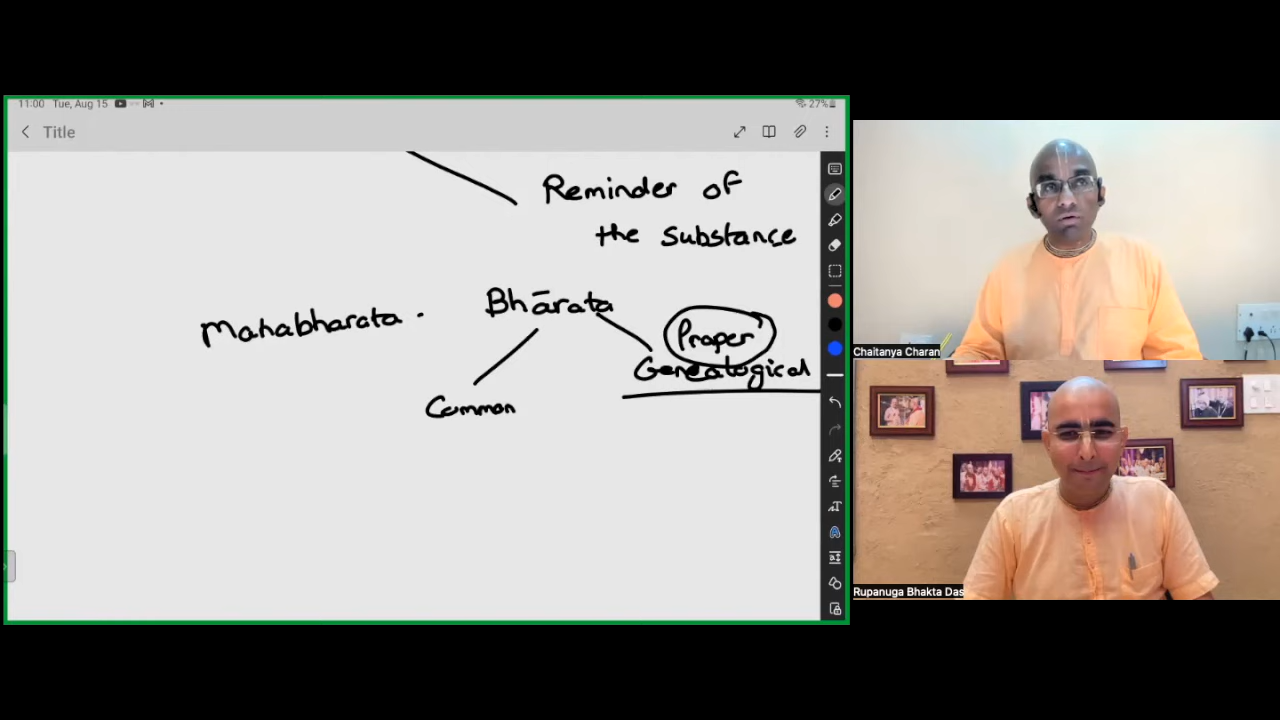 11:00 Tue, Aug 15
27%
Title
Reminder of
the substance
Bhārata
Mahabharata
Proper
Genealogical
Common
Chaitanya Charan
Rupanuga Bhakta Das